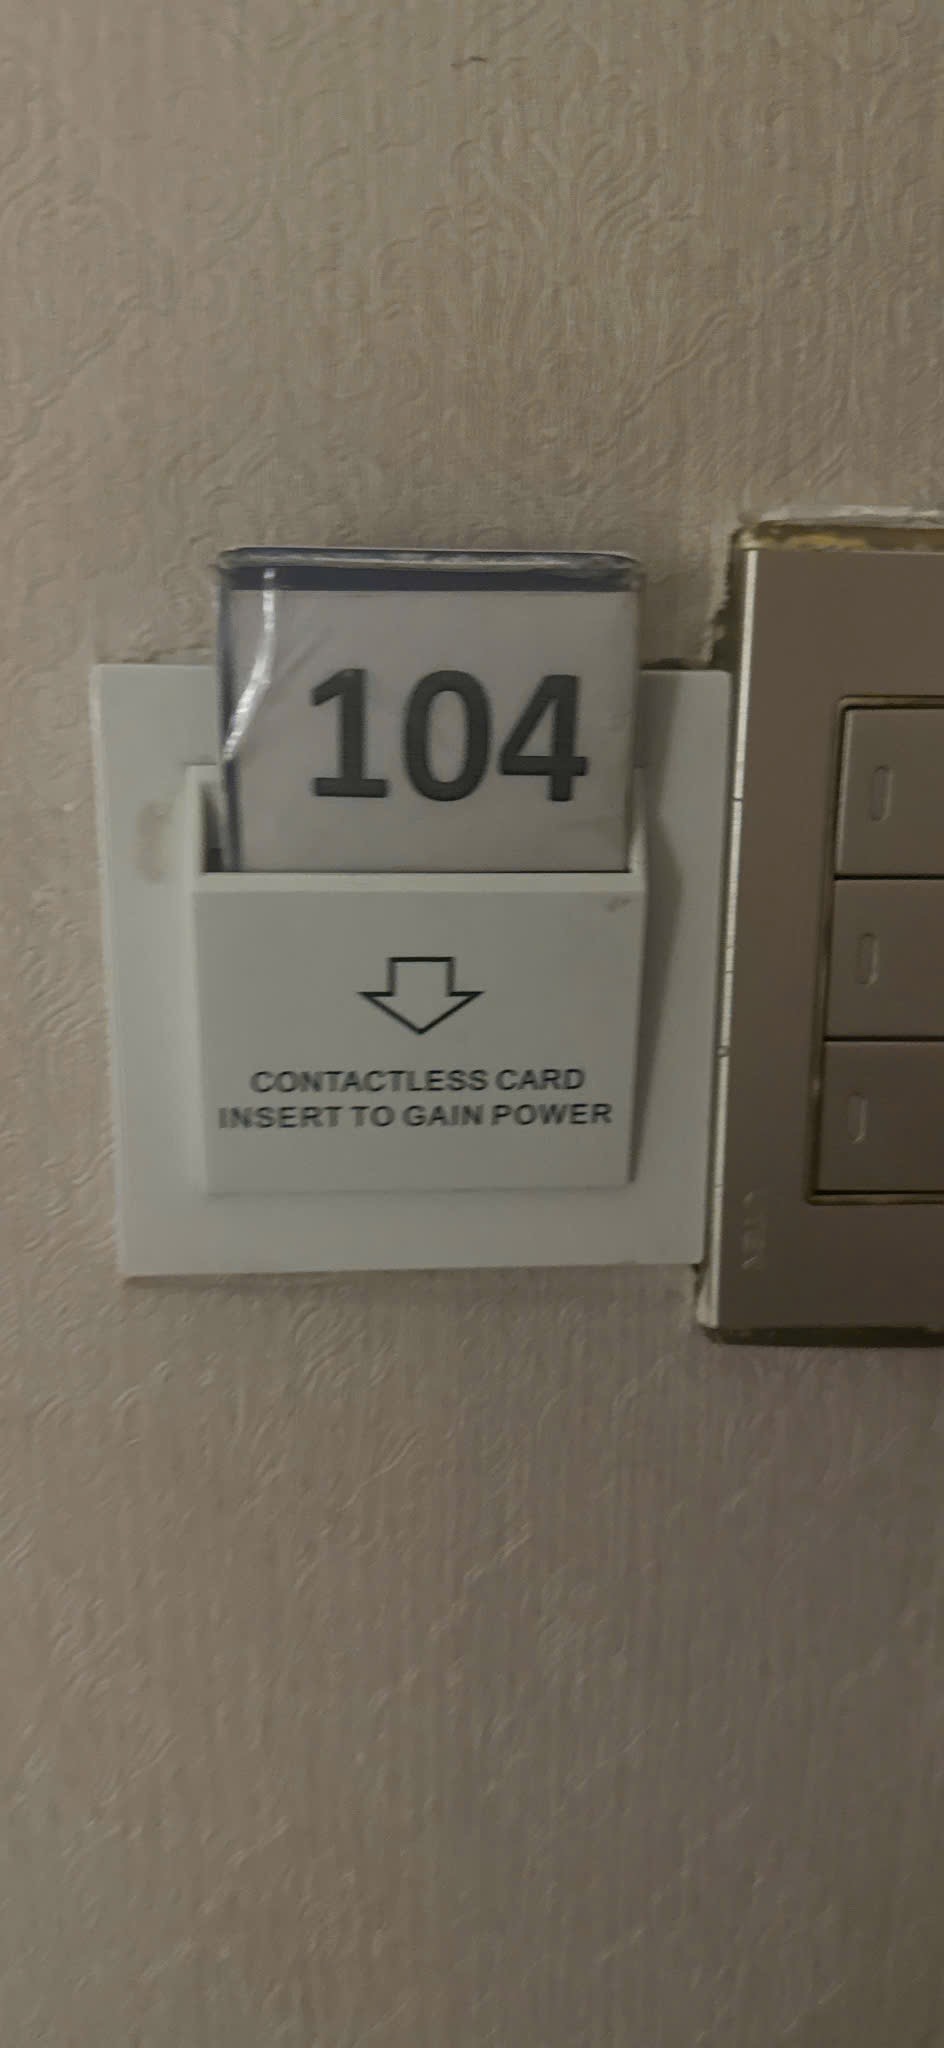 104
CONTACTLESS CARD
INSERT TO GAIN POWER